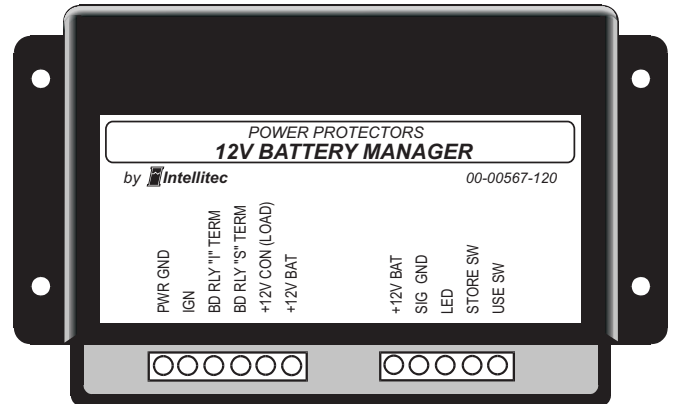 POWER PROTECTORS
12V BATTERY MANAGER
by Intellitec
00-00567-120
PWR GND
IGN
BD RLY "I" TERM
BD RLY "S" TERM
+12V CON (LOAD)
+12V BAT
+12V BAT
SIG GND
LED
STORE SW
USE SW